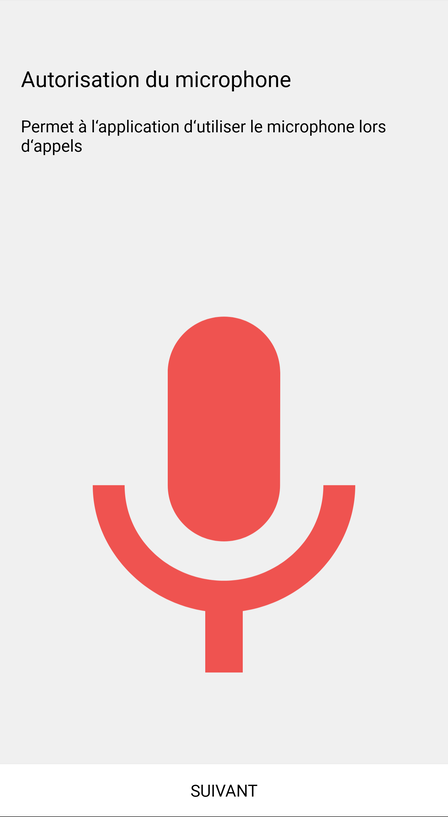 Autorisation du microphone
Permet à l‘application d‘utiliser le microphone lors
d‘appels
SUIVANT